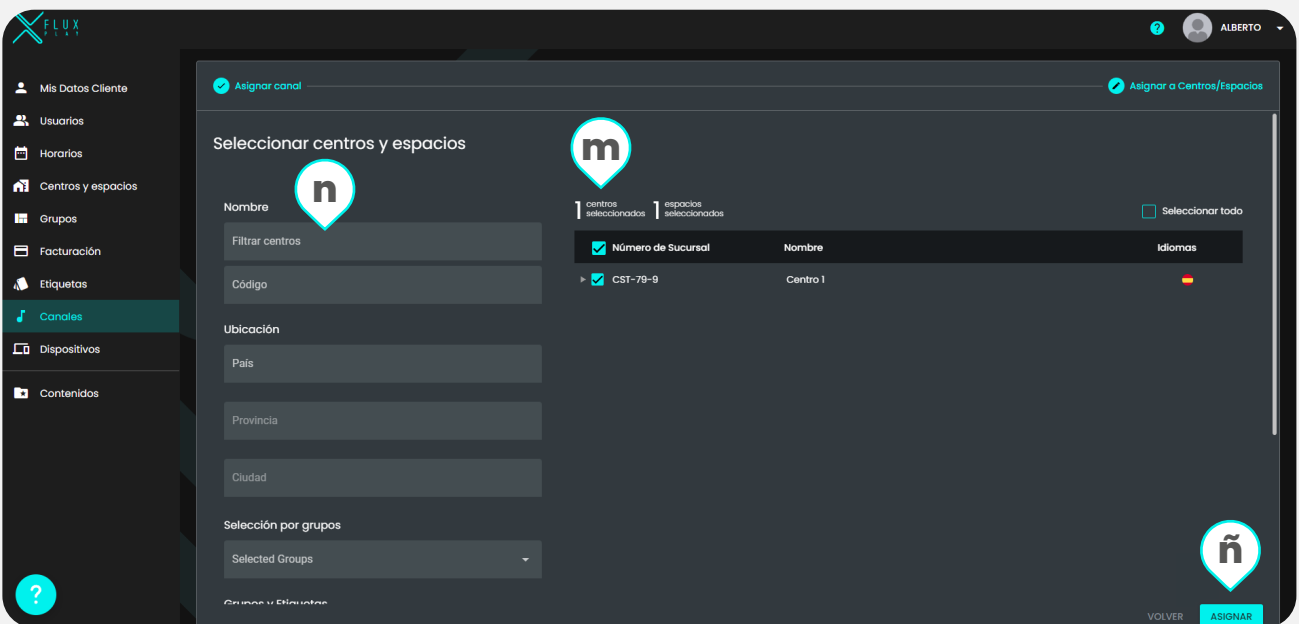 FLUX
PLAY
?
ALBERTO
Mis Datos Cliente
Usuarios
Horarios
Centros y espacios
Grupos
Facturación
Etiquetas
Canales
Dispositivos
Contenidos
?
Asignar canal
Asignar a Centros/Espacios
Seleccionar centros y espacios
n
Nombre
Filtrar centros
Código
Ubicación
País
Provincia
Ciudad
Selección por grupos
Selected Groups
Grupos y Etiquetas
m
1 centros seleccionados 1 espacios seleccionados
Seleccionar todo
Número de Sucursal Nombre Idiomas
CST-79-9 Centro 1
ñ
VOLVER ASIGNAR